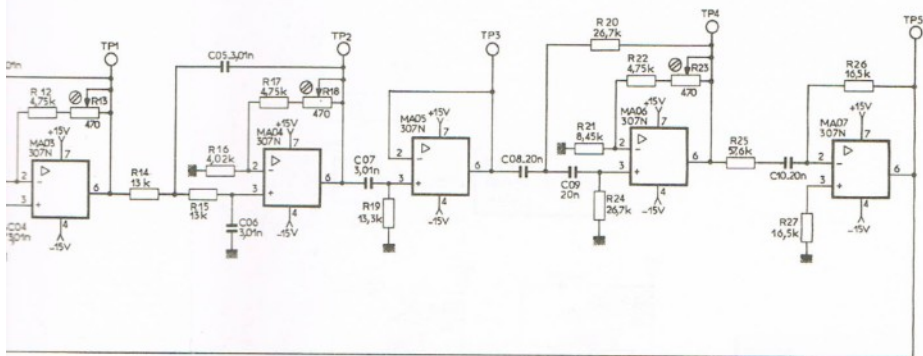 TP1
TP2
TP3
TP4
TP5
,01n
C05.3,01n
R 20
26,7k
R 12
4,75k
R13
470
R17
4,75k
R18
470
R22
4,75k
R23
470
R26
16,5k
+15V
7
MA03
307N
2
3
6
4
-15V
R14
13k
R16
4,02k
R15
13k
C06
3,01n
+15V
7
MA04
307N
2
3
6
4
-15V
C07
3,01n
R19
13,3k
+15V
7
MA05
307N
2
3
6
4
-15V
C08.20n
C09
20n
R21
8,45k
R24
26,7k
+15V
7
MA06
307N
2
3
6
4
-15V
R25
57,6k
C10.20n
R27
16,5k
+15V
7
MA07
307N
2
3
6
4
-15V